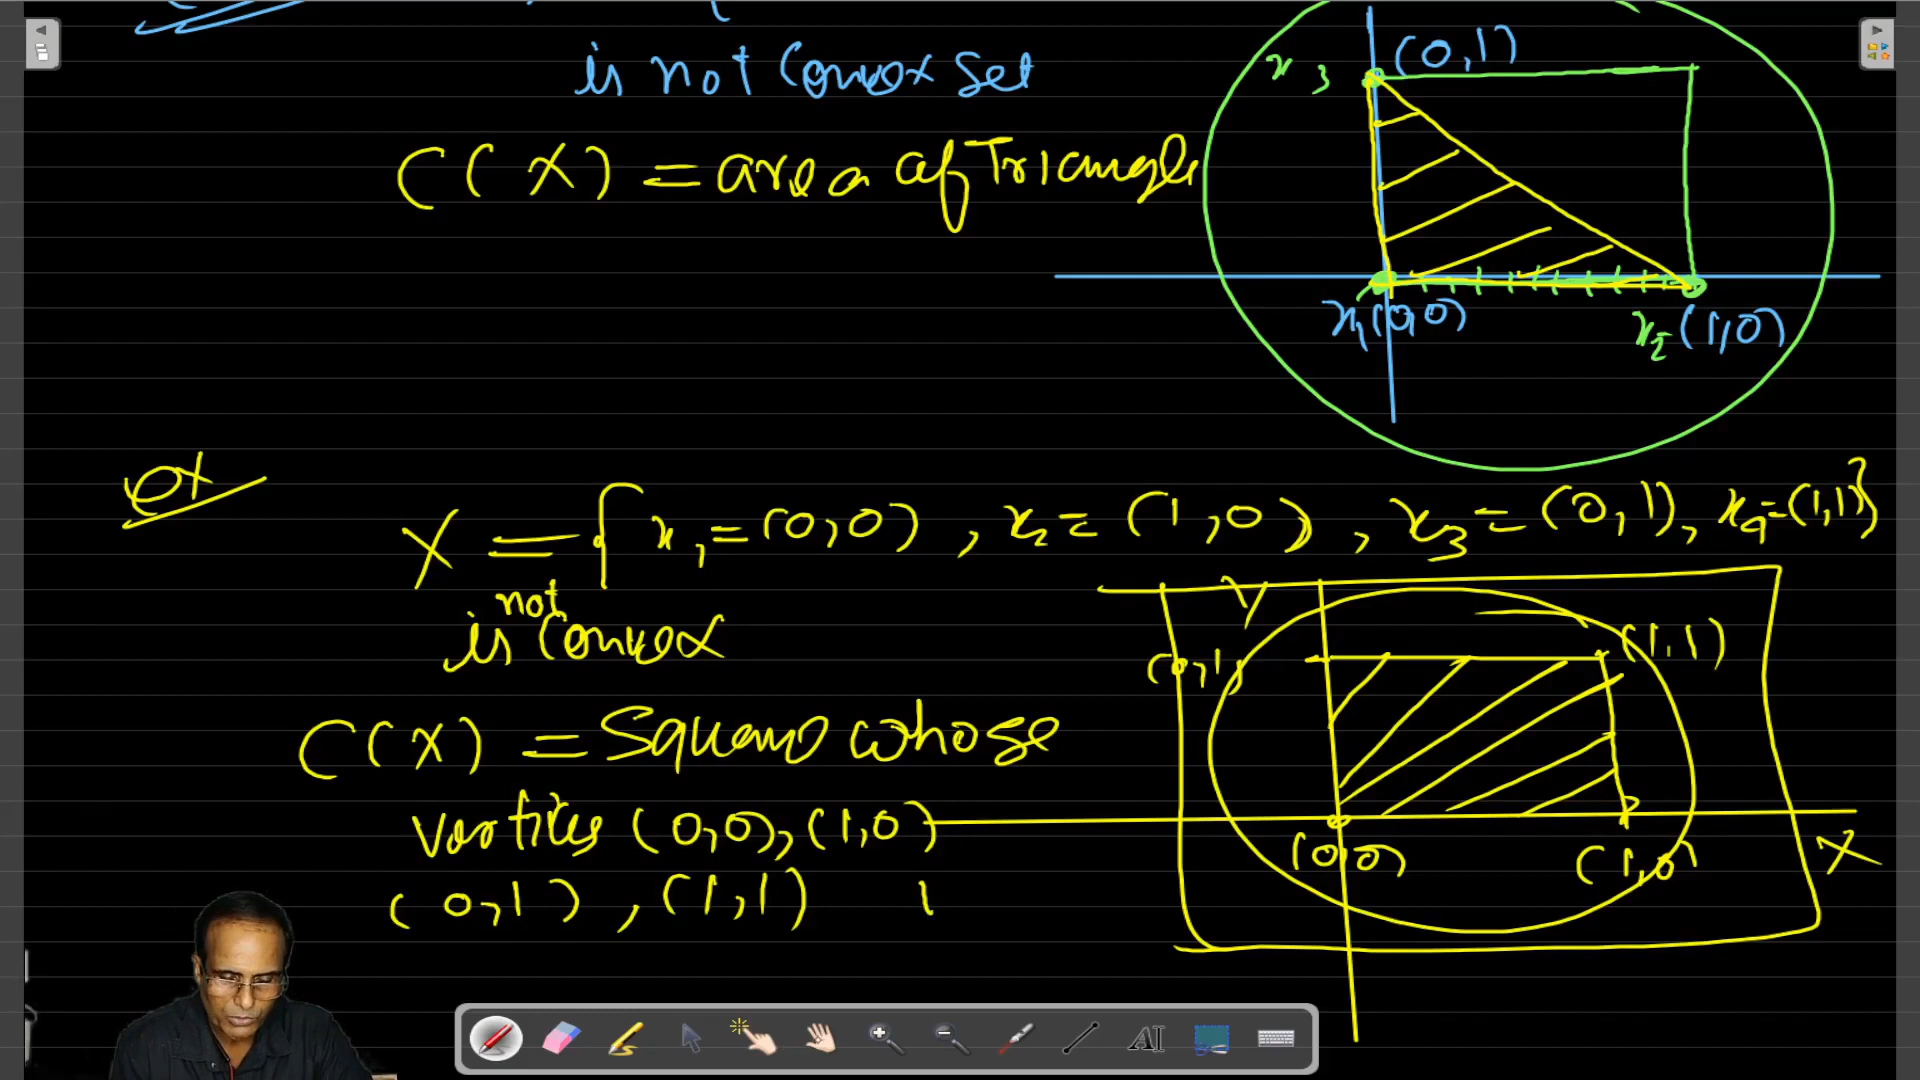 is not Convex Set
(0,1)
x3
C(X) = area of Triangle
x1(0,0)
x2(1,0)
Ex
X = { x1=(0,0), x2=(1,0), x3=(0,1), x4=(1,1)}
is not Convex
Y
(0,1)
(1,1)
C(X) = Square whose
vertices (0,0), (1,0)
(0,0)
(1,0)
X
(0,1), (1,1)
AI